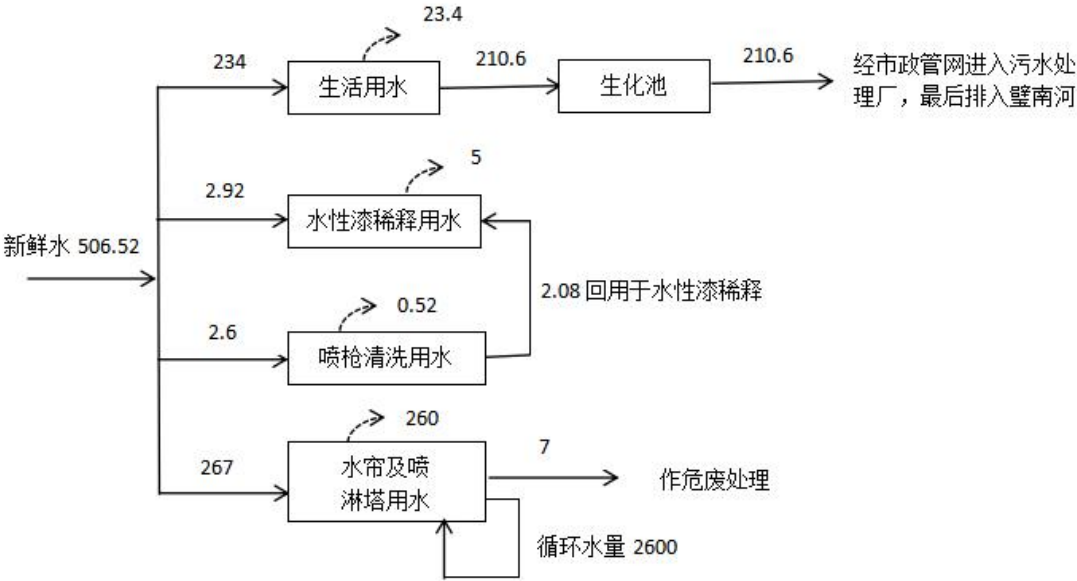 23.4
234
生活用水
210.6
生化池
210.6
经市政管网进入污水处
理厂，最后排入璧南河
5
2.92
水性漆稀释用水
新鲜水 506.52
2.08 回用于水性漆稀释
0.52
2.6
喷枪清洗用水
260
267
水帘及喷
淋塔用水
7
作危废处理
循环水量 2600